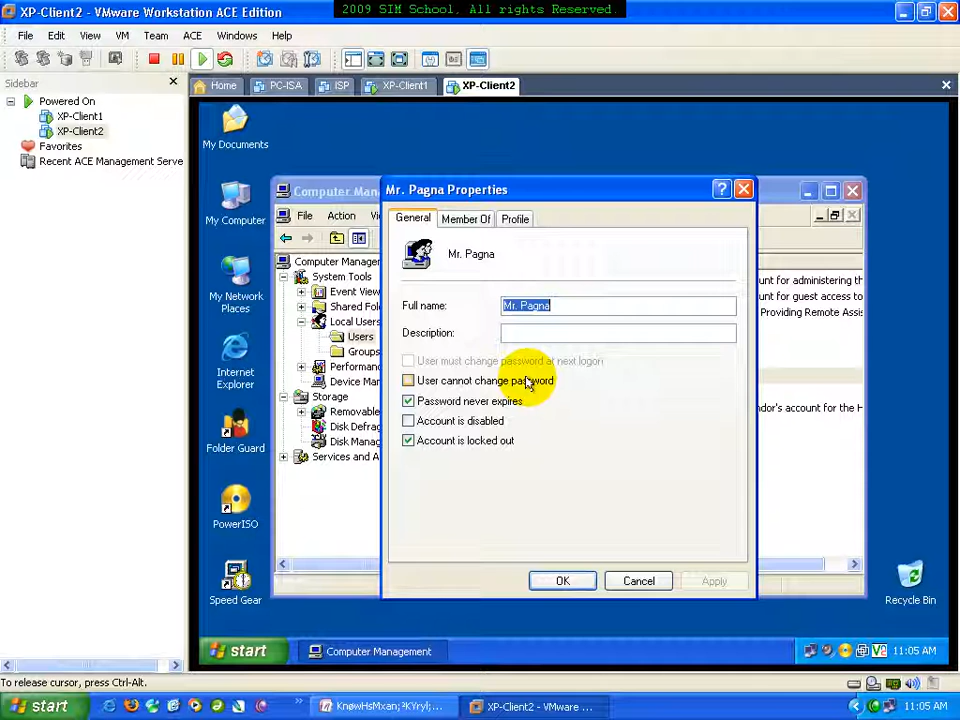 XP-Client2 - VMware Workstation ACE Edition
2009 SIM School, All rights Reserved.
File Edit View VM Team ACE Windows Help
Sidebar
Home PC-ISA ISP XP-Client1 XP-Client2
Powered On
XP-Client1
XP-Client2
Favorites
Recent ACE Management Serve
My Documents
My Computer
My Network Places
Internet Explorer
Folder Guard
PowerISO
Speed Gear
Recycle Bin
Computer Man
File Action Vi
Computer Manage
System Tools
Event View
Shared Fol
Local Users
Users
Groups
Performanc
Device Mar
Storage
Removable
Disk Defrag
Disk Manag
Services and A
ount for administering th
ount for guest access to
Providing Remote Assis
dor's account for the H
Mr. Pagna Properties
General Member Of Profile
Mr. Pagna
Full name: Mr. Pagna
Description:
User must change password at next logon
User cannot change password
Password never expires
Account is disabled
Account is locked out
OK Cancel Apply
start Computer Management 11:05 AM
To release cursor, press Ctrl-Alt.
start XP-Client2 - VMware ... 11:05 AM